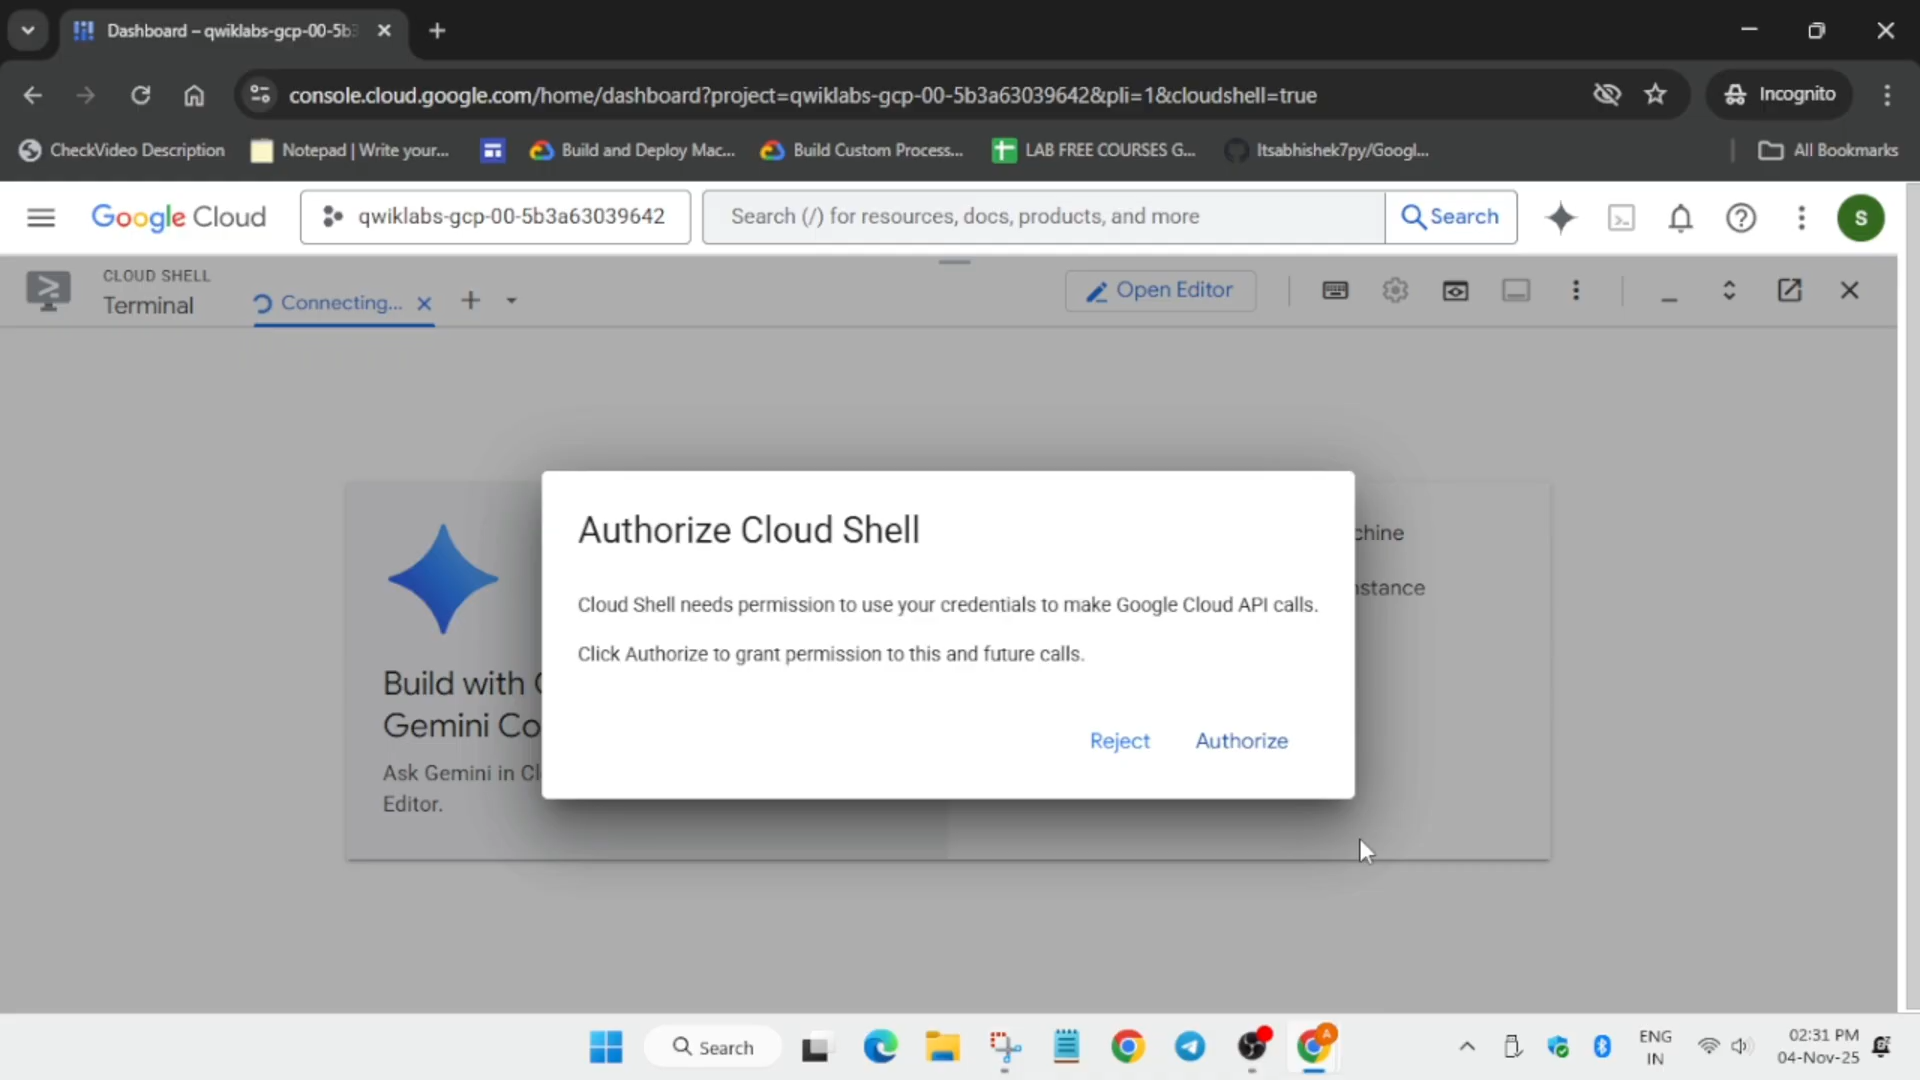 Dashboard – qwiklabs-gcp-00-5b3
console.cloud.google.com/home/dashboard?project=qwiklabs-gcp-00-5b3a63039642&pli=1&cloudshell=true
Incognito
CheckVideo Description
Notepad | Write your...
Build and Deploy Mac...
Build Custom Process...
LAB FREE COURSES G...
Itsabhishek7py/Googl...
All Bookmarks
Google Cloud
qwiklabs-gcp-00-5b3a63039642
Search (/) for resources, docs, products, and more
Search
S
CLOUD SHELL
Terminal
Connecting...
Open Editor
Authorize Cloud Shell
Cloud Shell needs permission to use your credentials to make Google Cloud API calls.
Click Authorize to grant permission to this and future calls.
Reject
Authorize
Build with
Gemini Co
Ask Gemini in Cl
Editor.
chine
nstance
Search
A
ENG
IN
02:31 PM
04-Nov-25